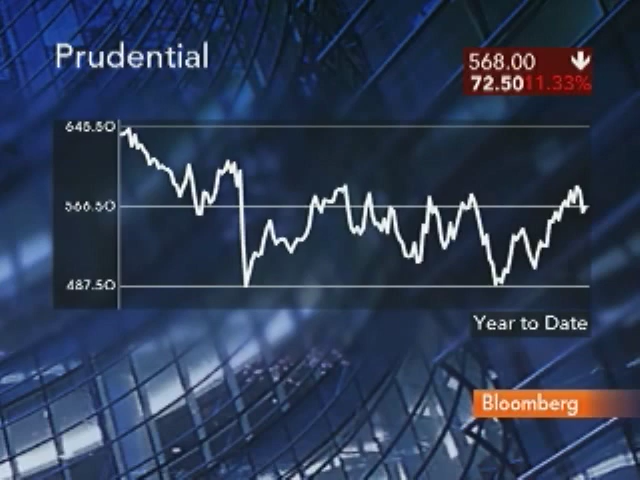 Prudential
568.00
72.50 11.33%
645.50
566.50
487.50
Year to Date
Bloomberg